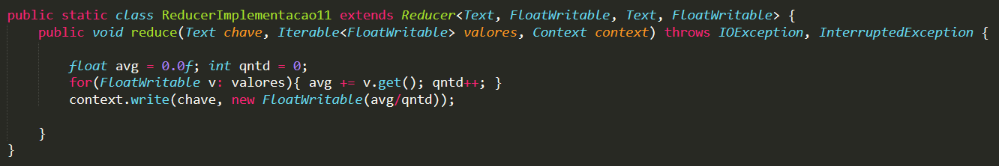 public static class ReducerImplementacao11 extends Reducer<Text, FloatWritable, Text, FloatWritable> {
public void reduce(Text chave, Iterable<FloatWritable> valores, Context context) throws IOException, InterruptedException {
float avg = 0.0f; int qntd = 0;
for(FloatWritable v: valores){ avg += v.get(); qntd++; }
context.write(chave, new FloatWritable(avg/qntd));
}
}